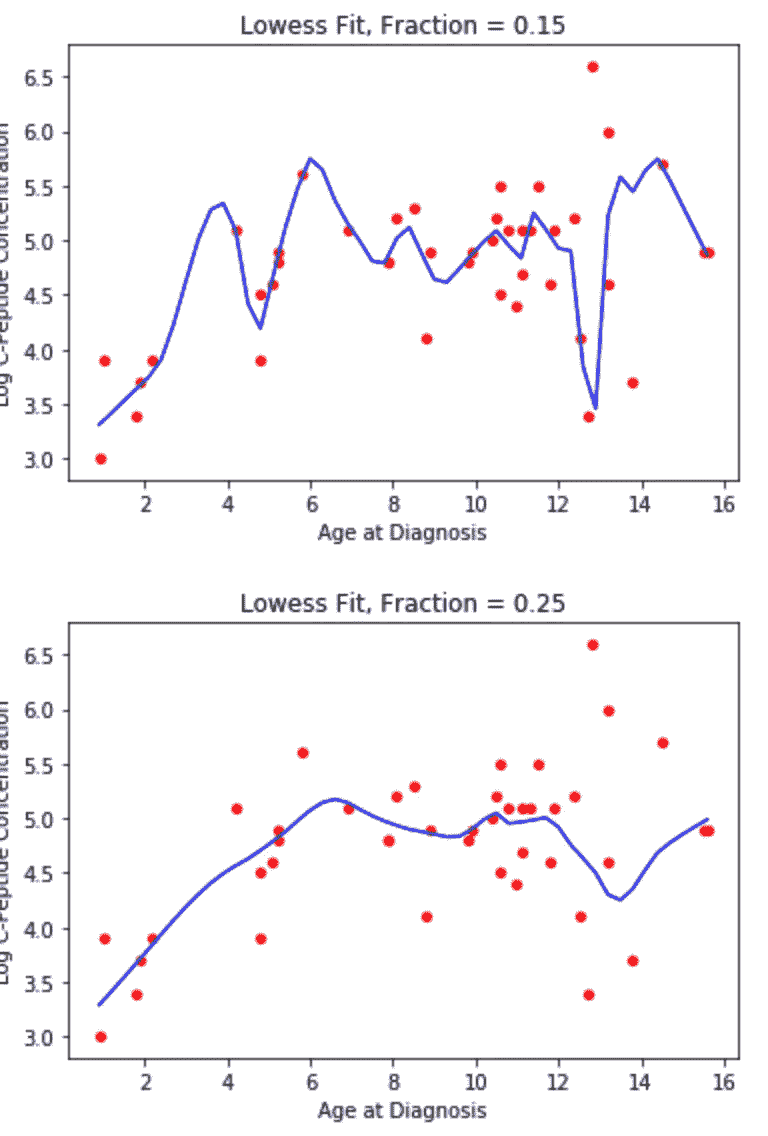 Lowess Fit, Fraction = 0.15
Log C-Peptide Concentration
6.5
6.0
5.5
5.0
4.5
4.0
3.5
3.0
2 4 6 8 10 12 14 16
Age at Diagnosis
Lowess Fit, Fraction = 0.25
Log C-Peptide Concentration
6.5
6.0
5.5
5.0
4.5
4.0
3.5
3.0
2 4 6 8 10 12 14 16
Age at Diagnosis